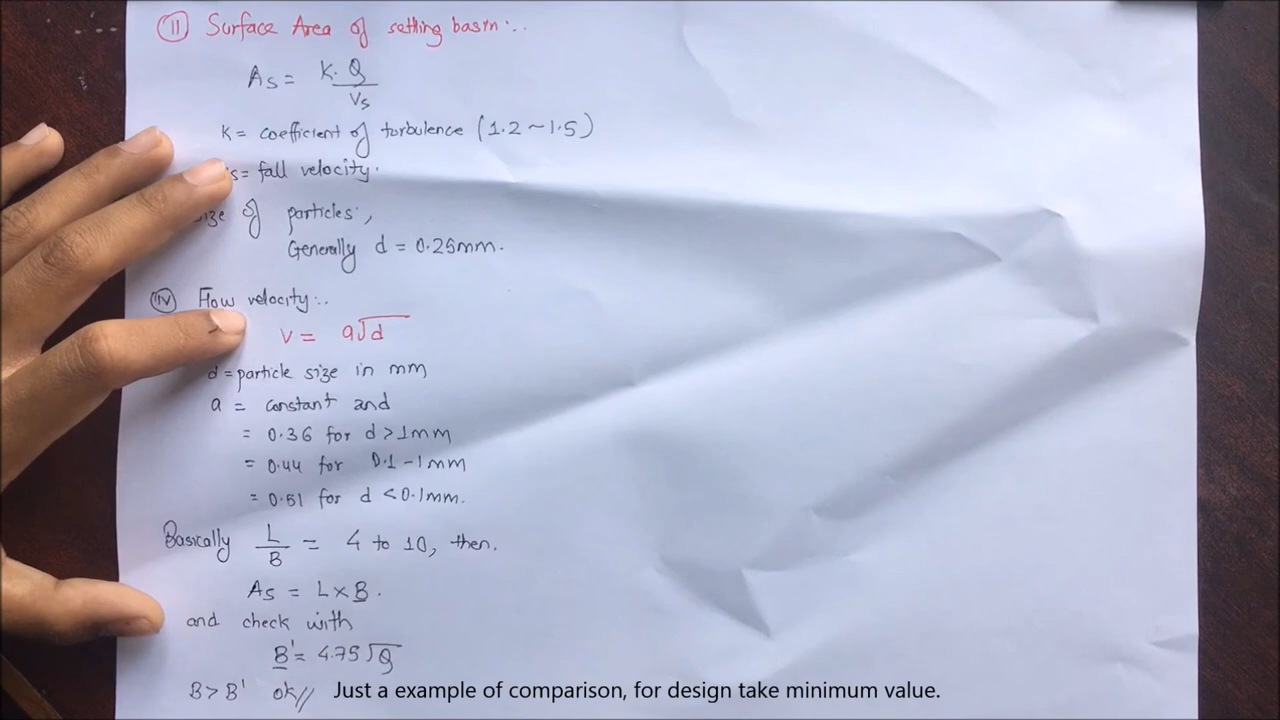 II Surface Area of settling basin:..
As = K.Q / Vs
K = coefficient of turbulence (1.2 ~ 1.5)
s = fall velocity.
of particles,
Generally d = 0.25mm.
IV Flow velocity:..
V = a√d
d = particle size in mm
a = constant and
= 0.36 for d > 1mm
= 0.44 for 0.1 - 1mm
= 0.51 for d < 0.1mm.
Basically L/B = 4 to 10, then.
As = L x B.
and check with
B' = 4.75√Q
B > B' ok// Just a example of comparison, for design take minimum value.